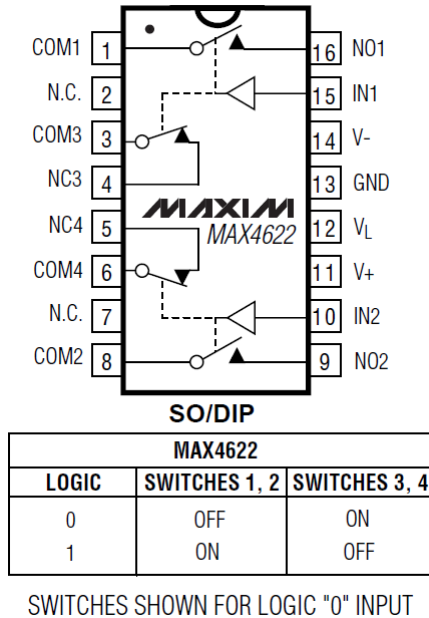 COM1 1 16 NO1
N.C. 2 15 IN1
COM3 3 14 V-
NC3 4 13 GND
MAXIM
NC4 5 MAX4622 12 VL
COM4 6 11 V+
N.C. 7 10 IN2
COM2 8 9 NO2
SO/DIP
MAX4622
LOGIC SWITCHES 1, 2 SWITCHES 3, 4
0 OFF ON
1 ON OFF
SWITCHES SHOWN FOR LOGIC "0" INPUT